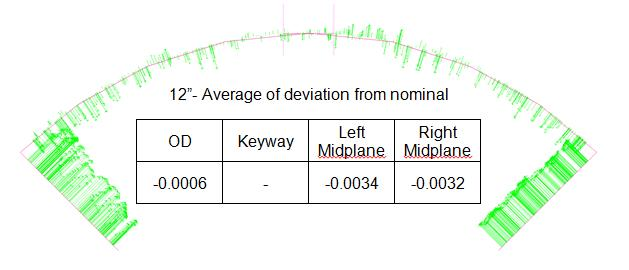 12”- Average of deviation from nominal
OD Keyway Left Midplane Right Midplane
-0.0006 - -0.0034 -0.0032